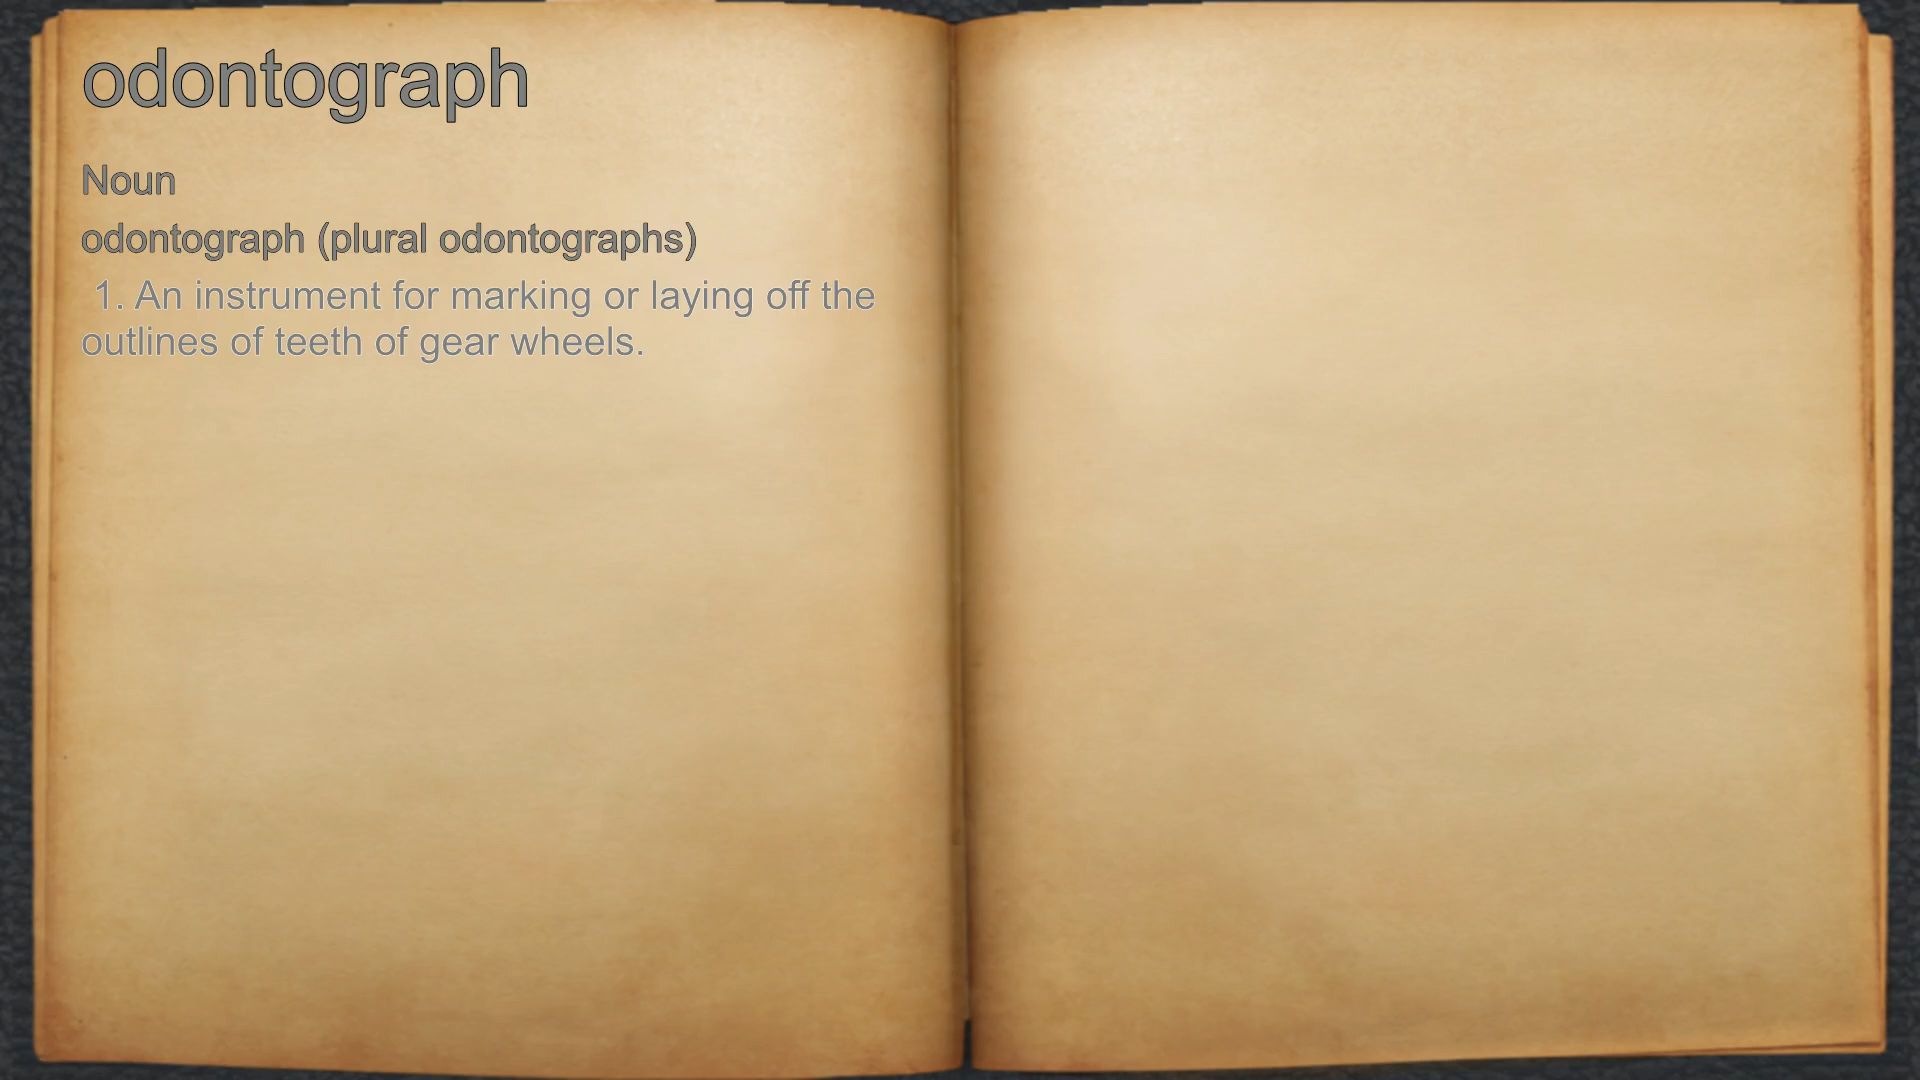 odontograph
Noun
odontograph (plural odontographs)
1. An instrument for marking or laying off the
outlines of teeth of gear wheels.